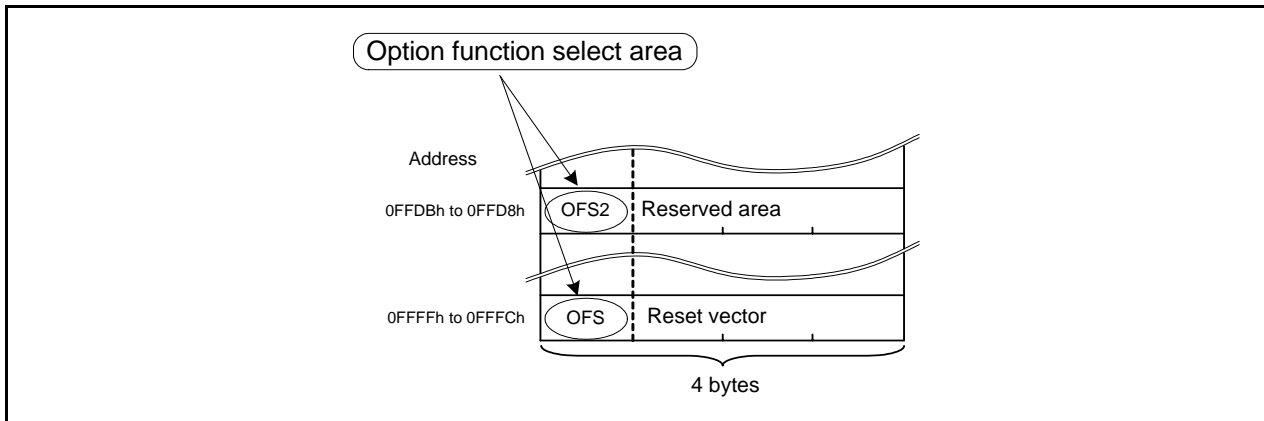 Option function select area
Address
0FFDBh to 0FFD8h OFS2 Reserved area
0FFFFh to 0FFFCh OFS Reset vector
4 bytes